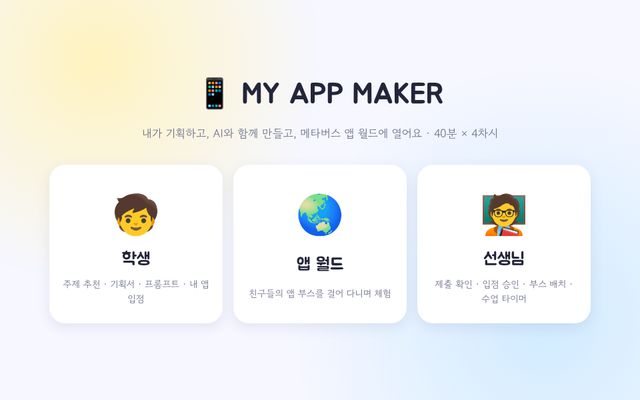 MY APP MAKER
내가 기획하고, AI와 함께 만들고, 메타버스 앱 월드에 열어요 · 40분 × 4차시
학생
주제 추천 · 기획서 · 프롬프트 · 내 앱
입점
앱 월드
친구들의 앱 부스를 걸어 다니며 체험
선생님
제출 확인 · 입점 승인 · 부스 배치 ·
수업 타이머